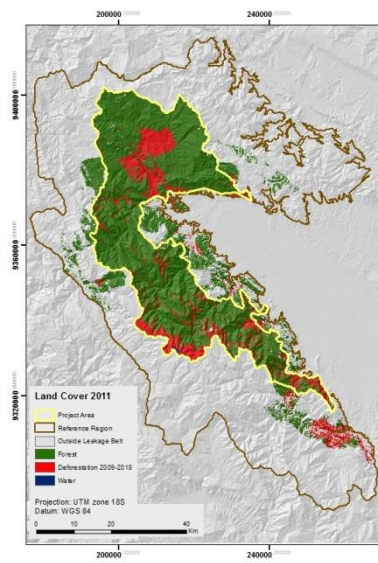 200000 240000
9400000
9360000
9320000
Land Cover 2011
Project Area
Reference Region
Outside Leakage Belt
Forest
Deforestation 2009-2018
Water
Projection: UTM zone 18S
Datum: WGS 84
0 10 20 40
Km
200000 240000